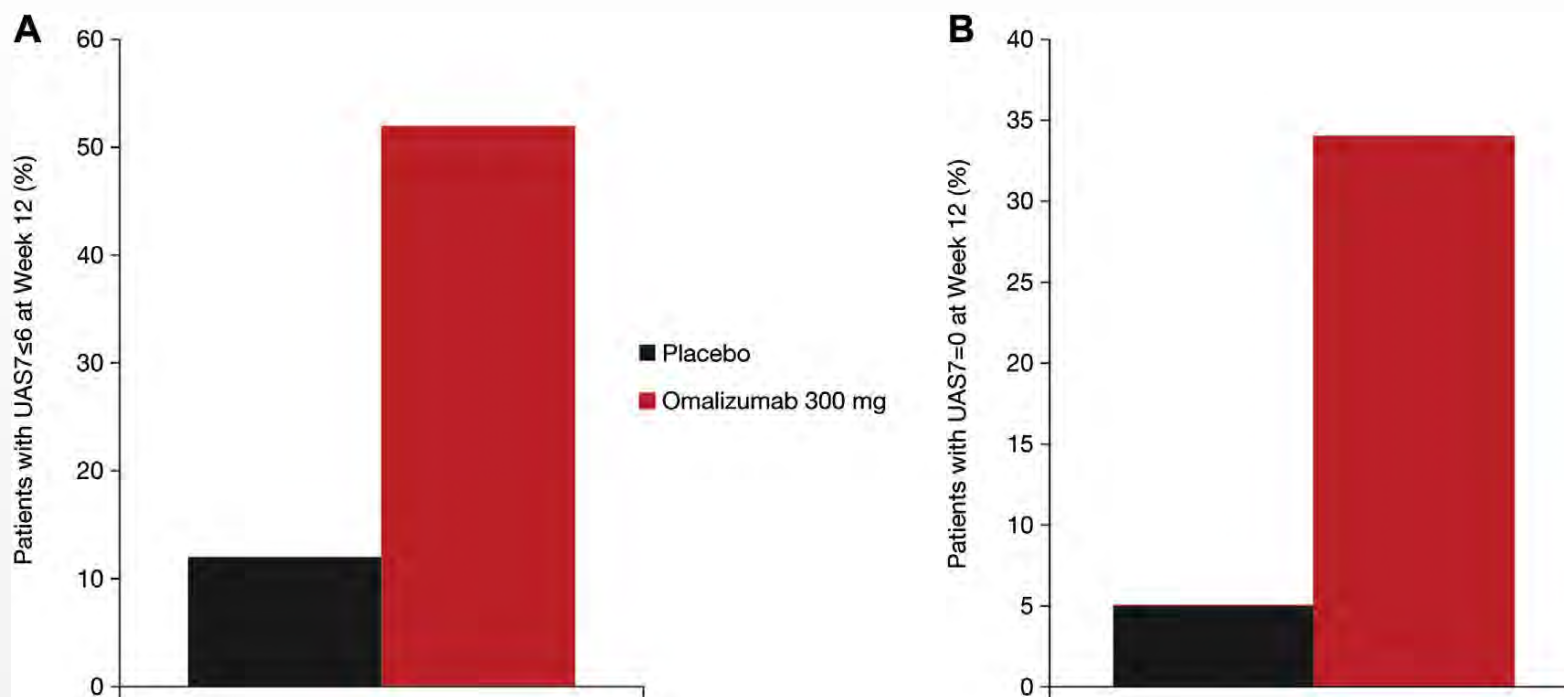 A
Patients with UAS7≤6 at Week 12 (%)
60
50
40
30
20
10
0
Placebo
Omalizumab 300 mg
B
Patients with UAS7=0 at Week 12 (%)
40
35
30
25
20
15
10
5
0